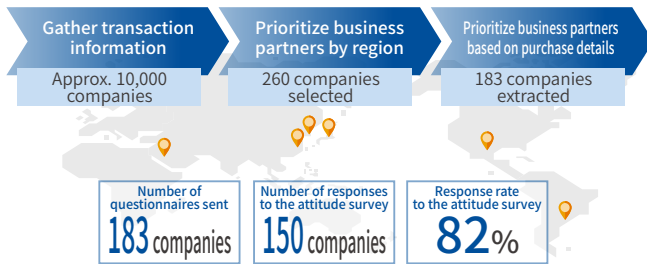 Gather transaction
information
Prioritize business
partners by region
Prioritize business partners
based on purchase details
Approx. 10,000
companies
260 companies
selected
183 companies
extracted
Number of
questionnaires sent
183 companies
Number of responses
to the attitude survey
150 companies
Response rate
to the attitude survey
82%